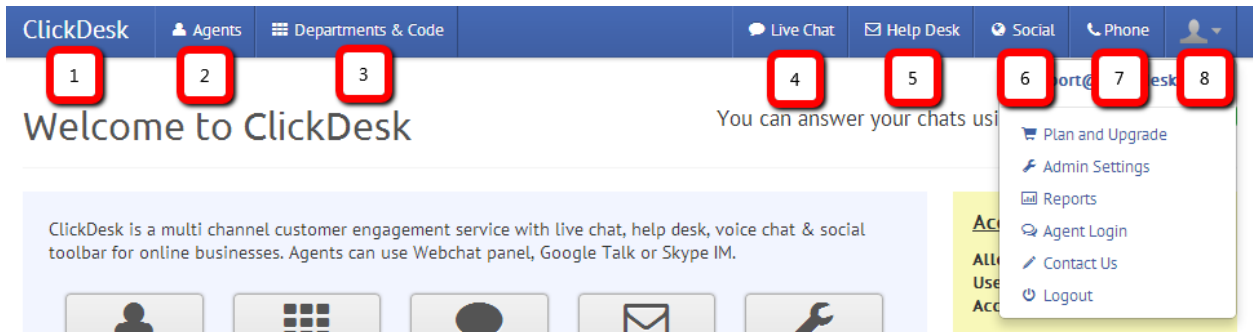 ClickDesk Agents Departments & Code Live Chat Help Desk Social Phone
1 2 3 4 5 6 7 8
Welcome to ClickDesk
You can answer your chats
Plan and Upgrade
Admin Settings
Reports
Agent Login
Contact Us
Logout
ClickDesk is a multi channel customer engagement service with live chat, help desk, voice chat & social
toolbar for online businesses. Agents can use Webchat panel, Google Talk or Skype IM.